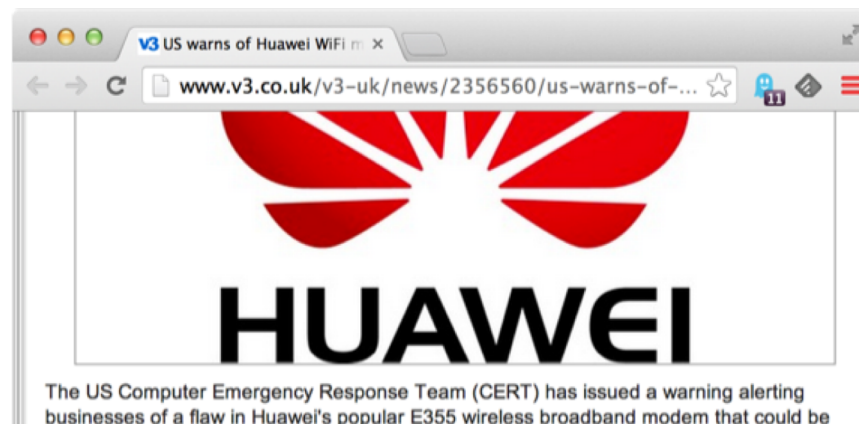 V3 US warns of Huawei WiFi m
www.v3.co.uk/v3-uk/news/2356560/us-warns-of-...
11
HUAWEI
The US Computer Emergency Response Team (CERT) has issued a warning alerting
businesses of a flaw in Huawei's popular E355 wireless broadband modem that could be